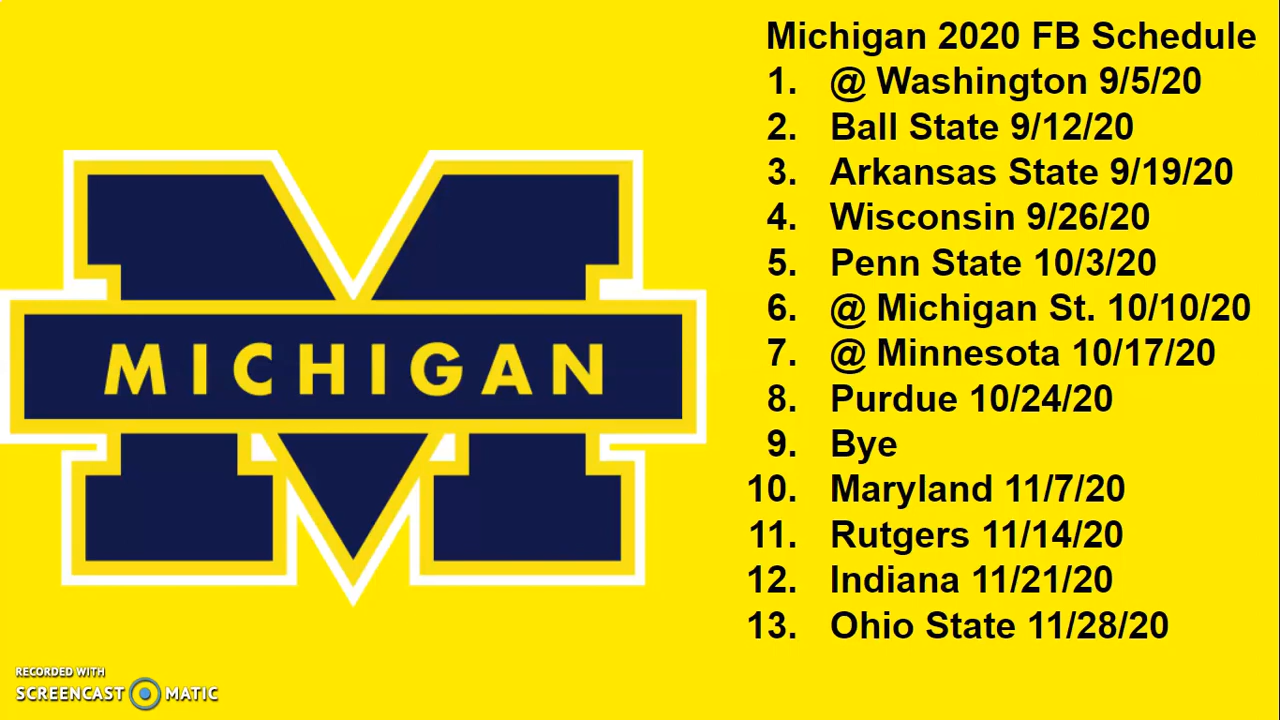 Michigan 2020 FB Schedule
1. @ Washington 9/5/20
2. Ball State 9/12/20
3. Arkansas State 9/19/20
4. Wisconsin 9/26/20
5. Penn State 10/3/20
6. @ Michigan St. 10/10/20
7. @ Minnesota 10/17/20
8. Purdue 10/24/20
9. Bye
10. Maryland 11/7/20
11. Rutgers 11/14/20
12. Indiana 11/21/20
13. Ohio State 11/28/20
MICHIGAN
RECORDED WITH
SCREENCAST MATIC